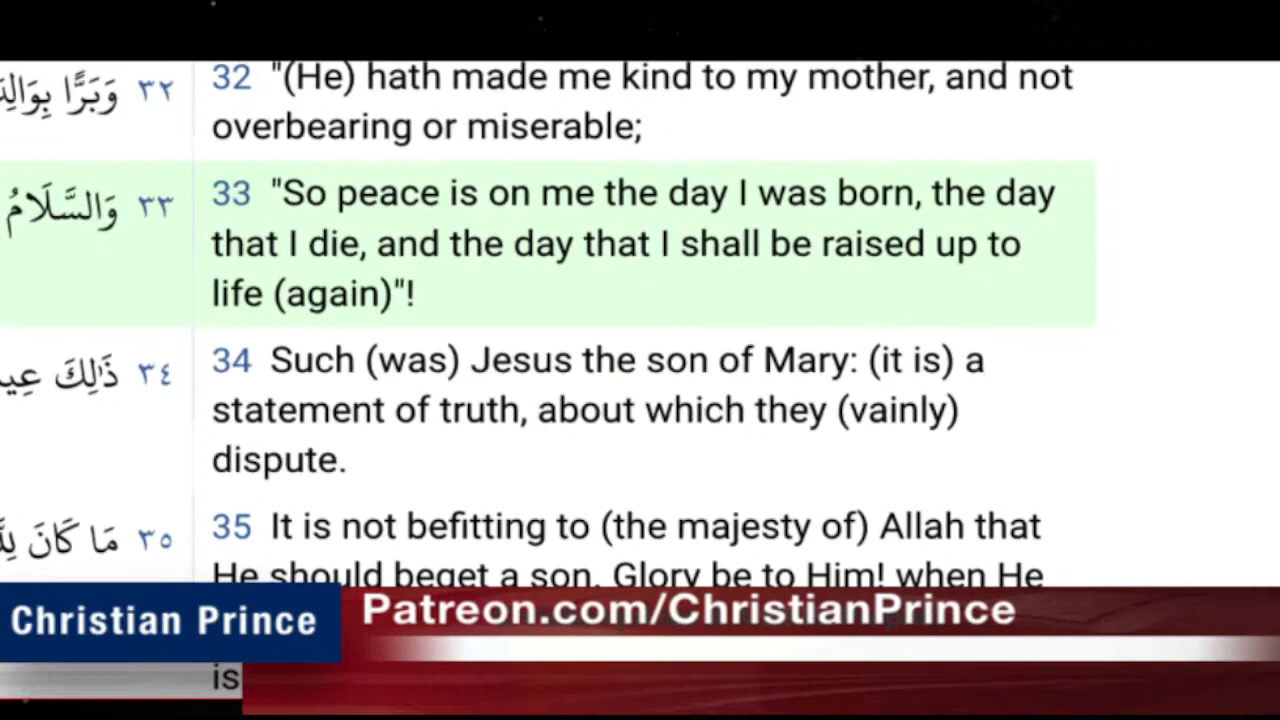 وَبَرًّا ٣٢
32 "(He) hath made me kind to my mother, and not
overbearing or miserable;
وَالسَّلَامُ ٣٣
33 "So peace is on me the day I was born, the day
that I die, and the day that I shall be raised up to
life (again)"!
ذَٰلِكَ ٣٤
34 Such (was) Jesus the son of Mary: (it is) a
statement of truth, about which they (vainly)
dispute.
مَا كَانَ ٣٥
35 It is not befitting to (the majesty of) Allah that
He should beget a son. Glory be to Him! when He
Christian Prince
Patreon.com/ChristianPrince
is